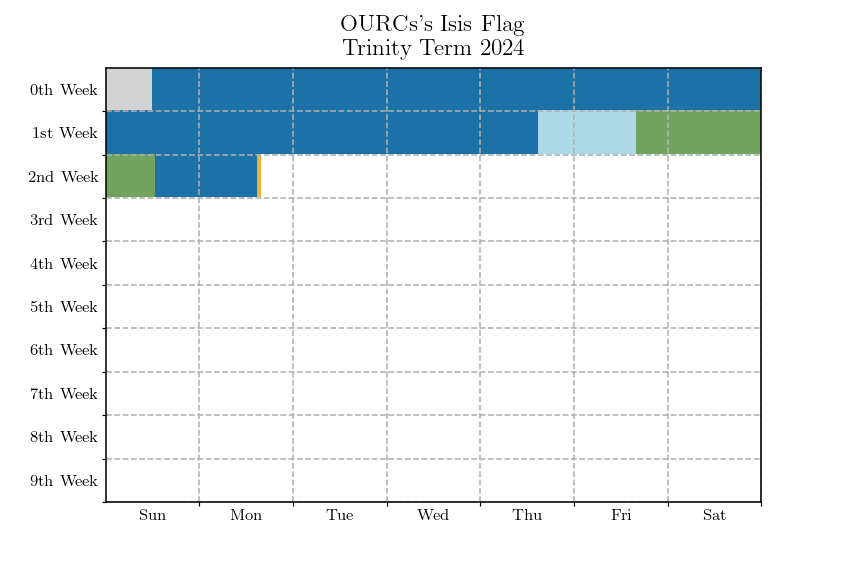 OURCs's Isis Flag
Trinity Term 2024
0th Week
1st Week
2nd Week
3rd Week
4th Week
5th Week
6th Week
7th Week
8th Week
9th Week
Sun Mon Tue Wed Thu Fri Sat